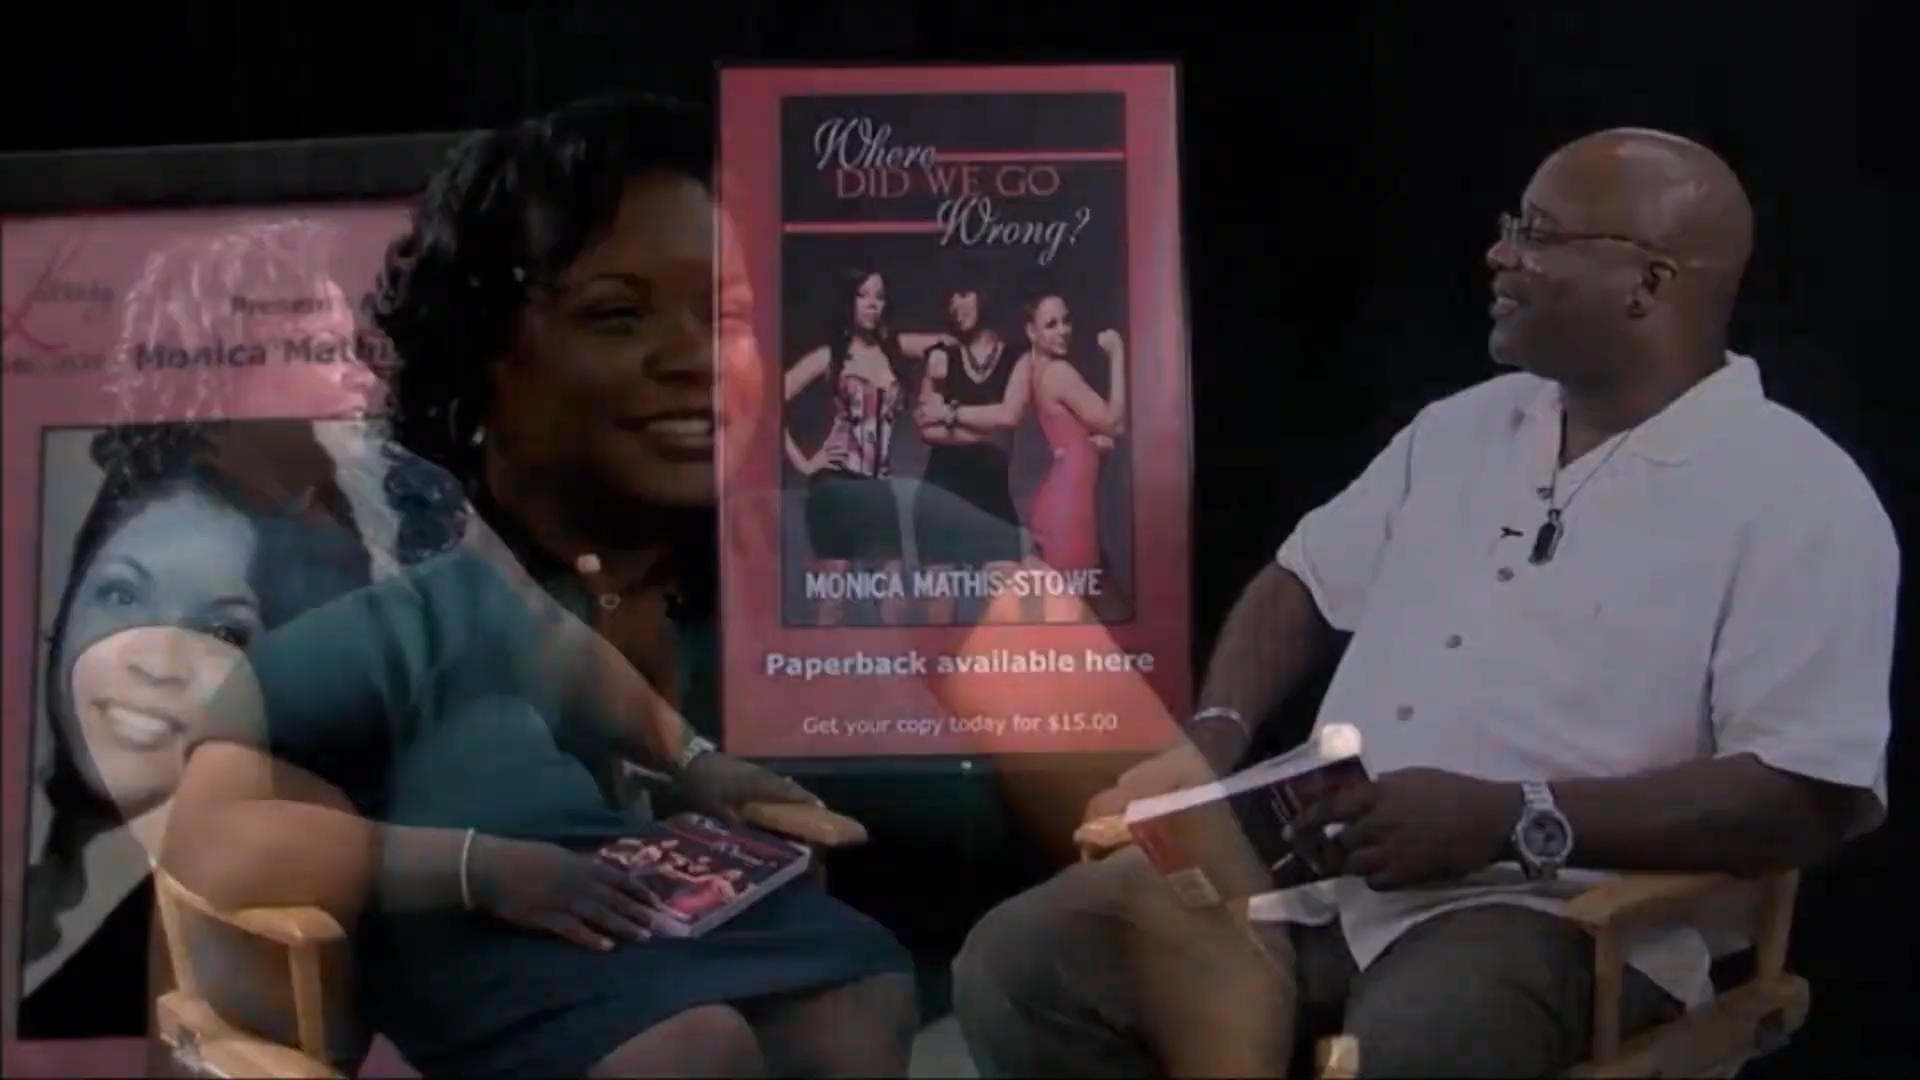 Where
DID WE GO
Wrong?
MONICA MATHIS-STOWE
Paperback available here
Get your copy today for $15.00
Monica Mathis